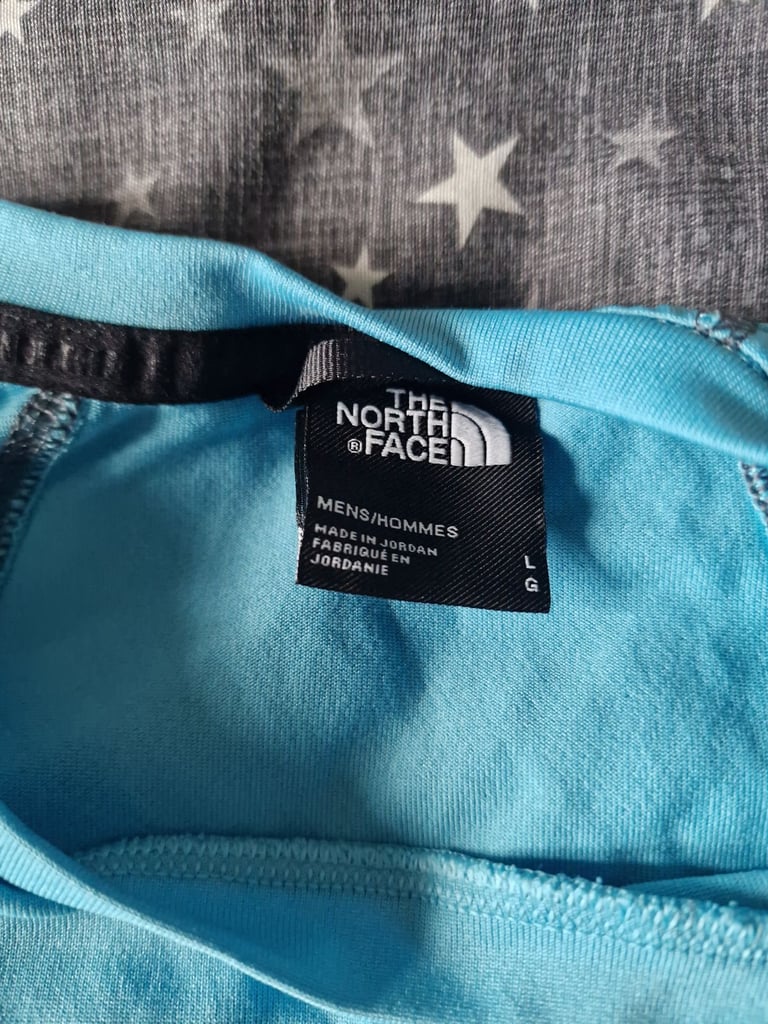 THE
NORTH
® FACE
MENS/HOMMES
MADE IN JORDAN
FABRIQUÉ EN
JORDANIE
L
G